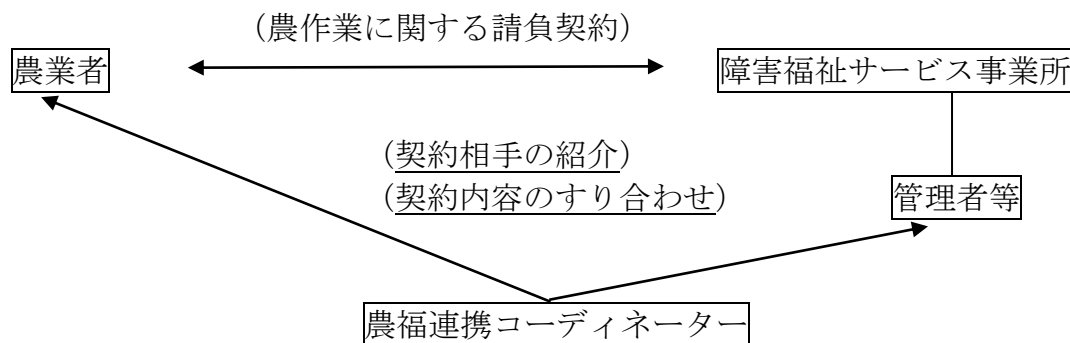 (農作業に関する請負契約)
農業者
障害福祉サービス事業所
(契約相手の紹介)
(契約内容のすり合わせ)
管理者等
農福連携コーディネーター